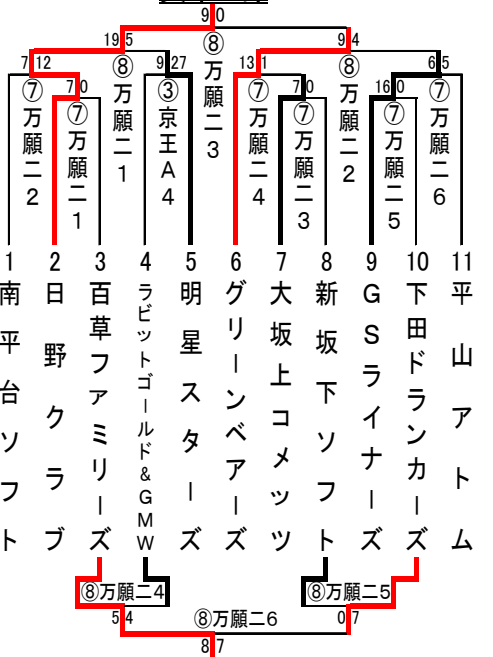 9 0
19 5
⑧万願二3
9 4
7 12
⑧万願二1
9 27
13 1
⑧万願二2
6 5
⑦万願二2
7 0
⑦万願二1
③京王A4
⑦万願二4
7 0
⑦万願二3
16 0
⑦万願二5
⑦万願二6
1 南平台ソフト
2 日野クラブ
3 百草ファミリーズ
4 ラビットゴールド&GMW
5 明星スターズ
6 グリーンベアーズ
7 大坂上コメッツ
8 新坂下ソフト
9 GSライナーズ
10 下田ドランカーズ
11 平山アトム
⑧万願二4
⑧万願二5
5 4
⑧万願二6
0 7
8 7